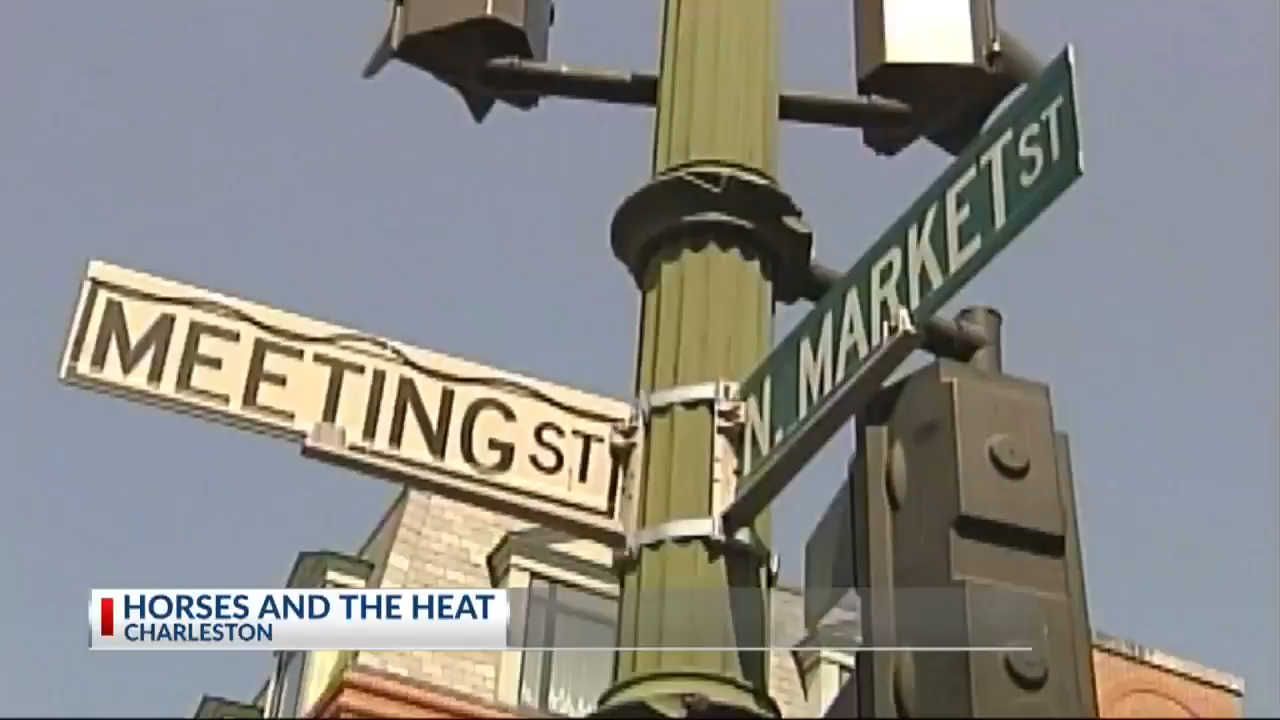 MEETING ST
N. MARKET ST
HORSES AND THE HEAT
CHARLESTON